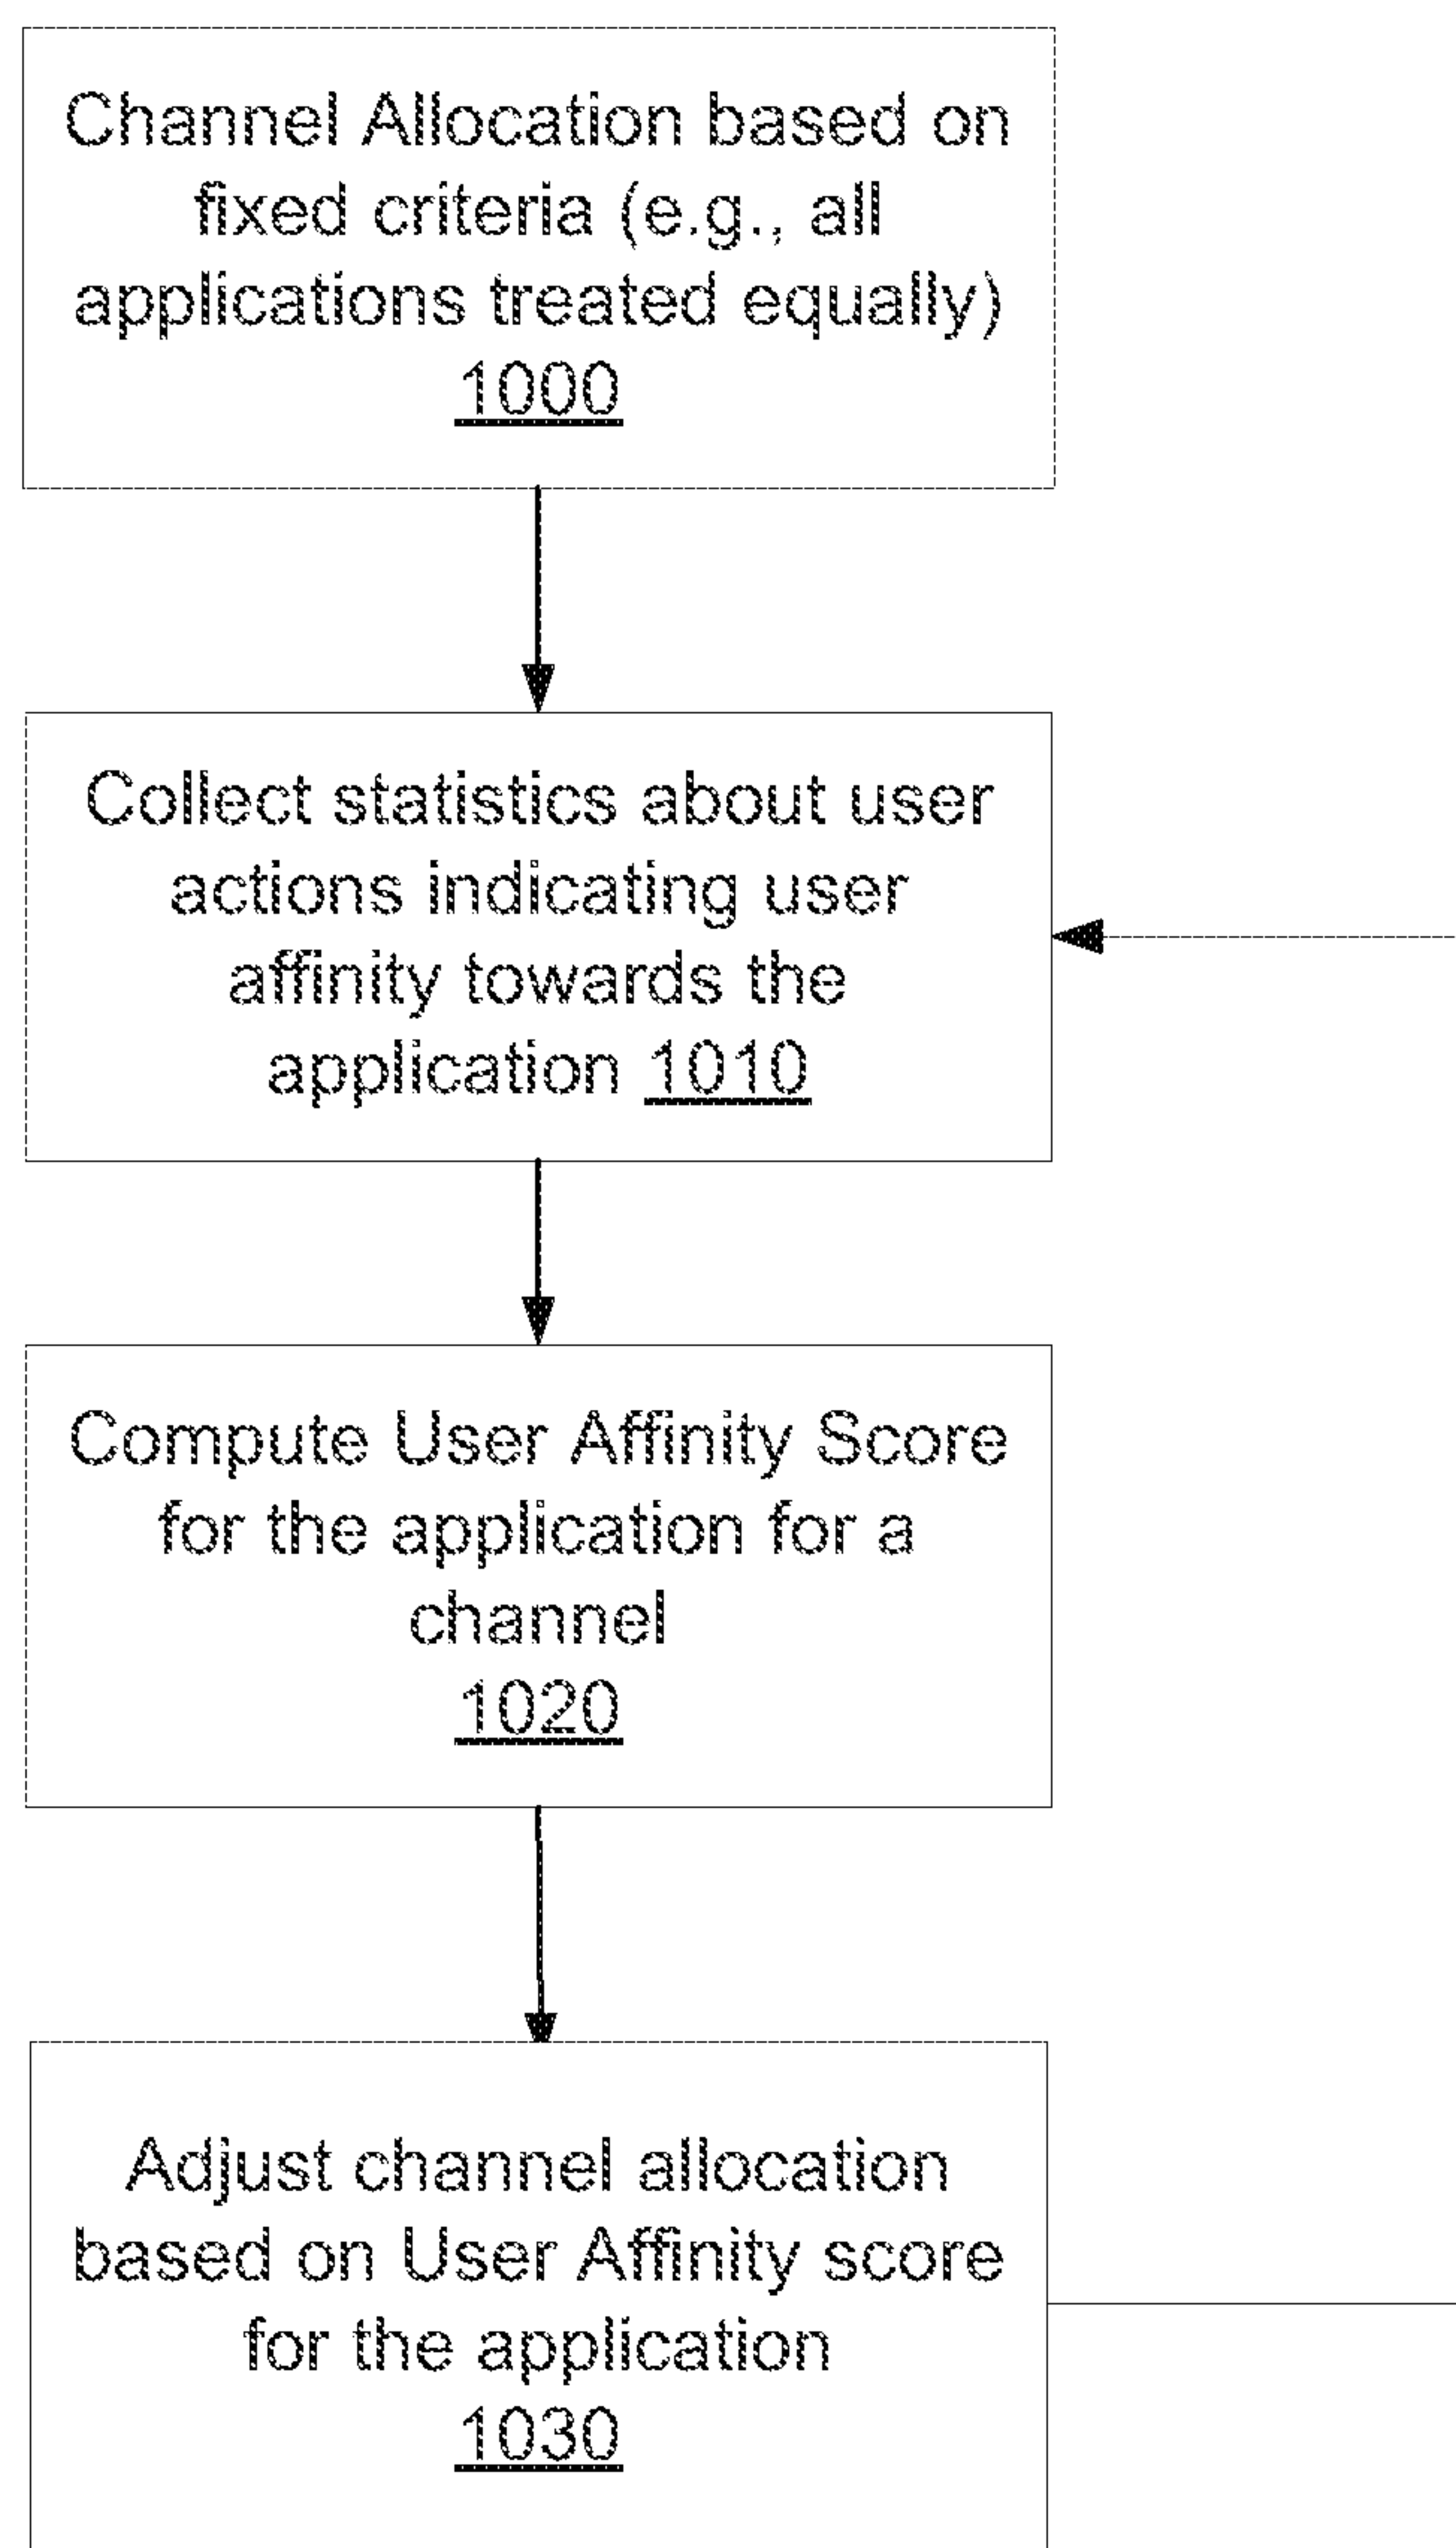 Channel Allocation based on
fixed criteria (e.g., all
applications treated equally)
1000
Collect statistics about user
actions indicating user
affinity towards the
application 1010
Compute User Affinity Score
for the application for a
channel
1020
Adjust channel allocation
based on User Affinity score
for the application
1030